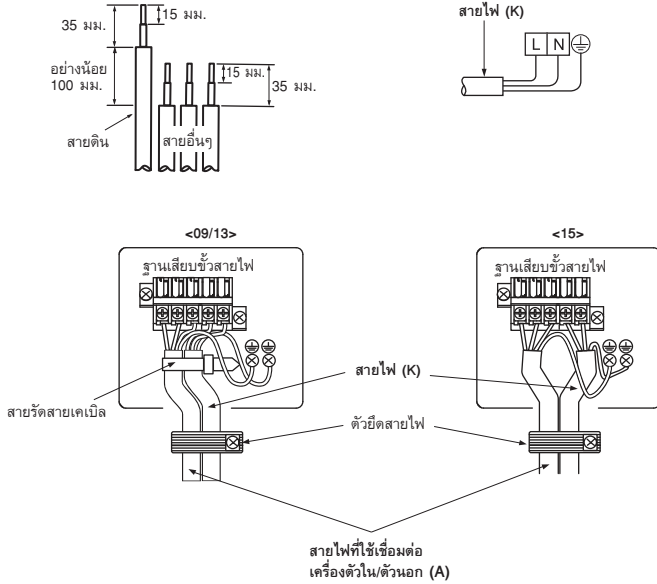 15 มม.
35 มม.
อย่างน้อย
100 มม.
สายดิน
15 มม.
35 มม.
สายอื่นๆ
สายไฟ (K)
L N
<09/13>
ฐานเสียบขั้วสายไฟ
สายรัดสายเคเบิล
<15>
ฐานเสียบขั้วสายไฟ
สายไฟ (K)
ตัวยึดสายไฟ
สายไฟที่ใช้เชื่อมต่อ
เครื่องตัวใน/ตัวนอก (A)